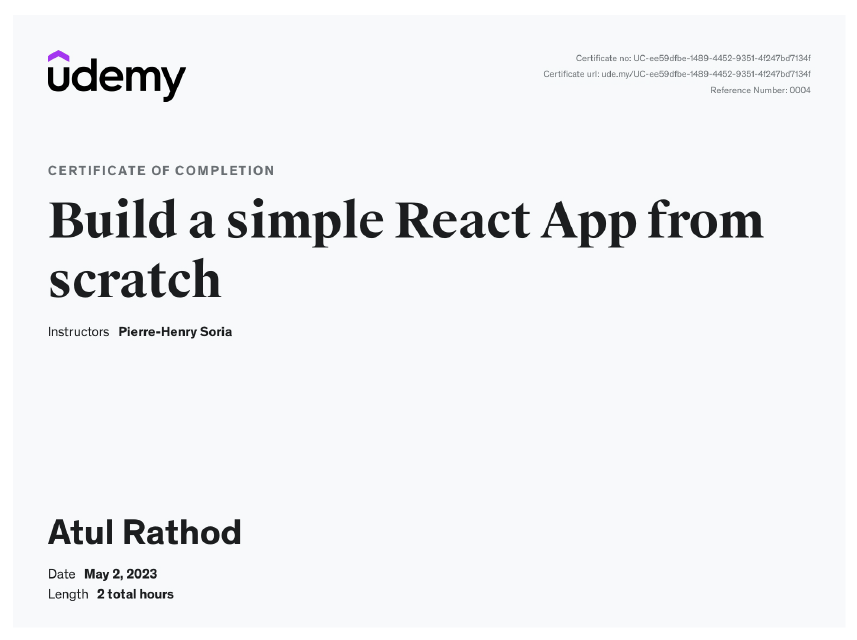 udemy
Certificate no: UC-ee59dfbe-1489-4452-9351-4f247bd7134f
Certificate url: ude.my/UC-ee59dfbe-1489-4452-9351-4f247bd7134f
Reference Number: 0004
CERTIFICATE OF COMPLETION
Build a simple React App from
scratch
Instructors Pierre-Henry Soria
Atul Rathod
Date May 2, 2023
Length 2 total hours